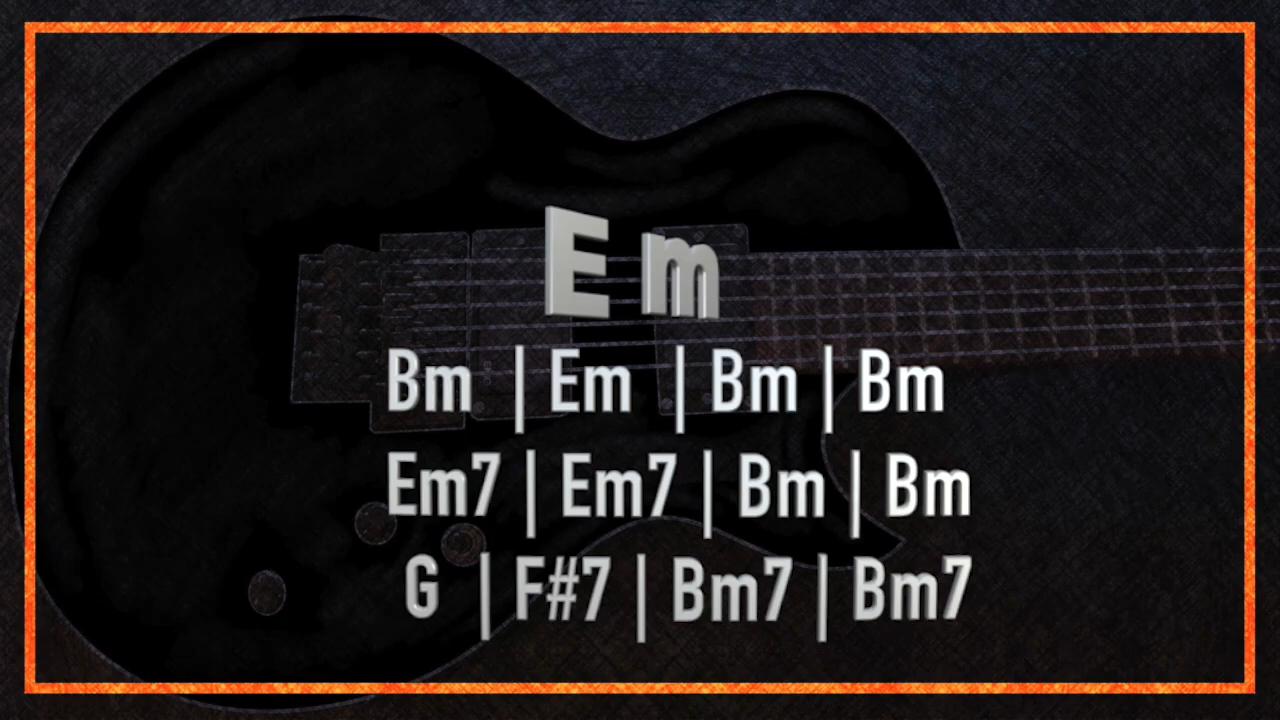 Em
Bm | Em | Bm | Bm
Em7 | Em7 | Bm | Bm
G | F#7 | Bm7 | Bm7